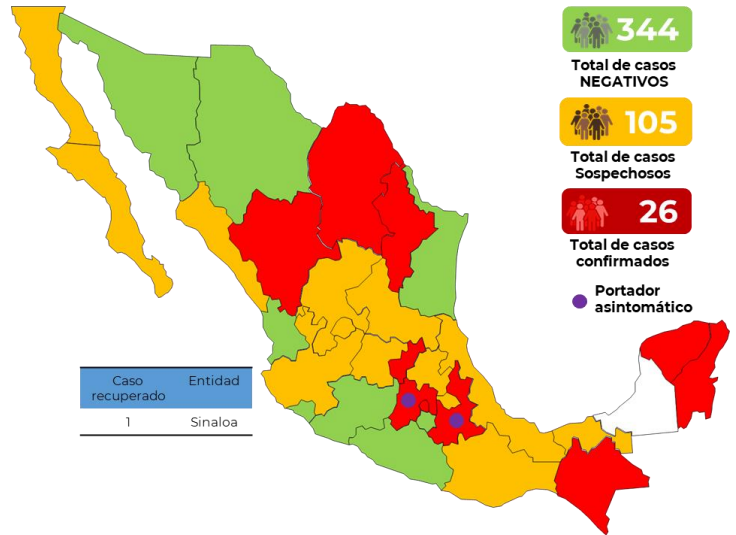 344
Total de casos
NEGATIVOS
105
Total de casos
Sospechosos
26
Total de casos
confirmados
Portador
asintomático
Caso recuperado Entidad
1 Sinaloa